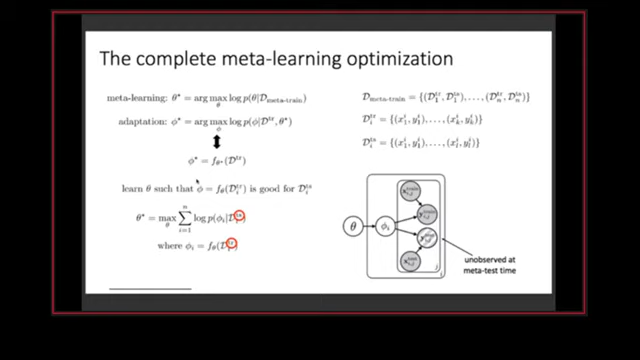 The complete meta-learning optimization
meta-learning: θ* = arg max_θ log p(θ|D_meta-train)
adaptation: φ* = arg max_φ log p(φ|D^tr, θ*)
φ* = f_θ*(D^tr)
learn θ such that φ = f_θ(D_i^tr) is good for D_i^ts
θ* = max_θ Σ_{i=1}^n log p(φ_i|D_i^ts)
where φ_i = f_θ(D_i^tr)
D_meta-train = {(D_1^tr, D_1^ts), . . . , (D_n^tr, D_n^ts)}
D_i^tr = {(x_1^i, y_1^i), . . . , (x_k^i, y_k^i)}
D_i^ts = {(x_1^i, y_1^i), . . . , (x_l^i, y_l^i)}
θ
φ_i
unobserved at
meta-test time